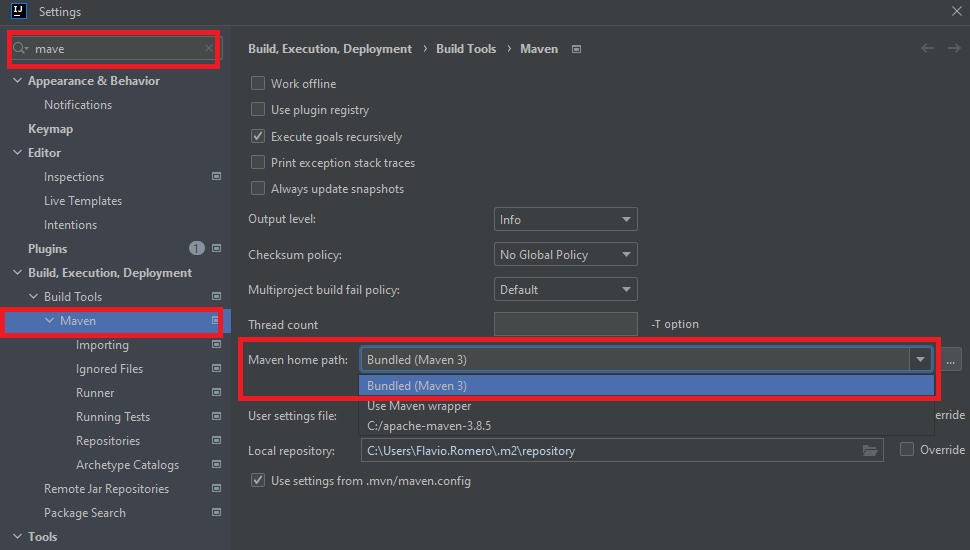 IJ Settings
mave
Appearance & Behavior
Notifications
Keymap
Editor
Inspections
Live Templates
Intentions
Plugins 1
Build, Execution, Deployment
Build Tools
Maven
Importing
Ignored Files
Runner
Running Tests
Repositories
Archetype Catalogs
Remote Jar Repositories
Package Search
Tools
Build, Execution, Deployment › Build Tools › Maven
Work offline
Use plugin registry
Execute goals recursively
Print exception stack traces
Always update snapshots
Output level: Info
Checksum policy: No Global Policy
Multiproject build fail policy: Default
Thread count -T option
Maven home path: Bundled (Maven 3) ...
Bundled (Maven 3)
Use Maven wrapper
User settings file: erride
C:/apache-maven-3.8.5
Local repository: C:\Users\Flavio.Romero\.m2\repository Override
Use settings from .mvn/maven.config